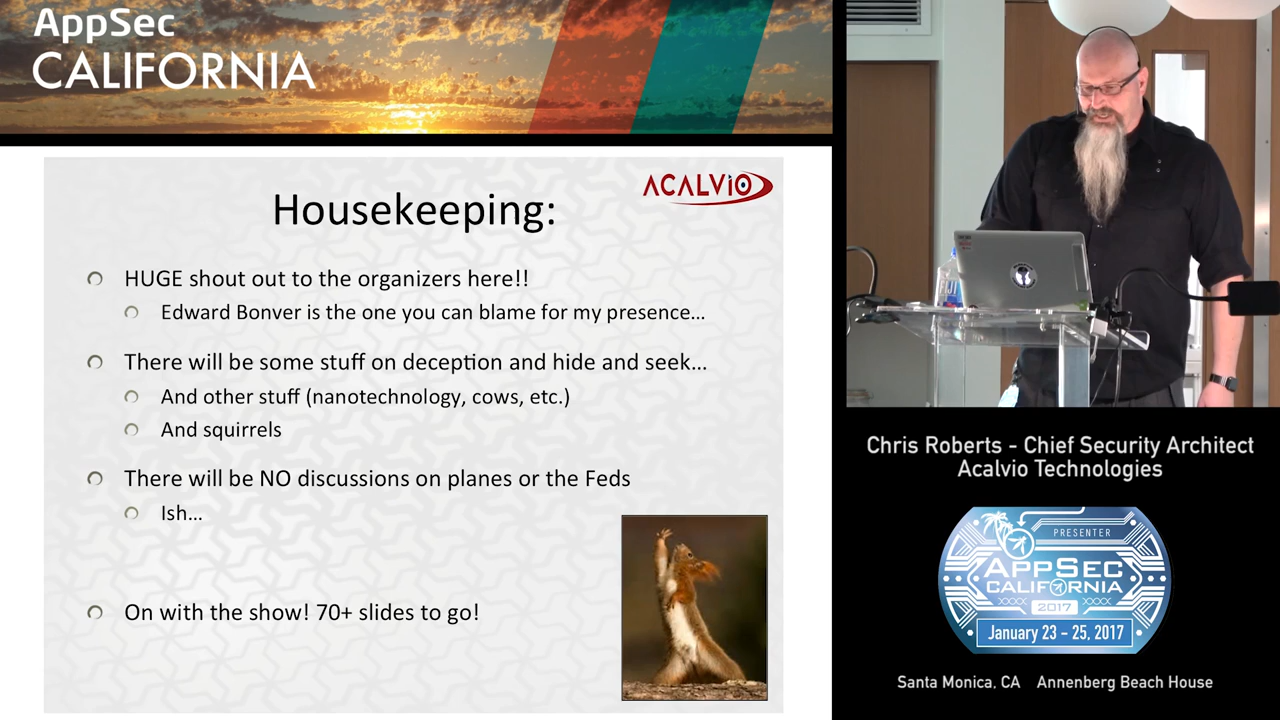 AppSec
CALIFORNIA
ACALVIO
Housekeeping:
HUGE shout out to the organizers here!!
Edward Bonver is the one you can blame for my presence...
There will be some stuff on deception and hide and seek...
And other stuff (nanotechnology, cows, etc.)
And squirrels
There will be NO discussions on planes or the Feds
Ish...
On with the show! 70+ slides to go!
FIJI
Chris Roberts - Chief Security Architect
Acalvio Technologies
PRESENTER
APPSEC
CALIFORNIA
2017
January 23 - 25, 2017
Santa Monica, CA Annenberg Beach House